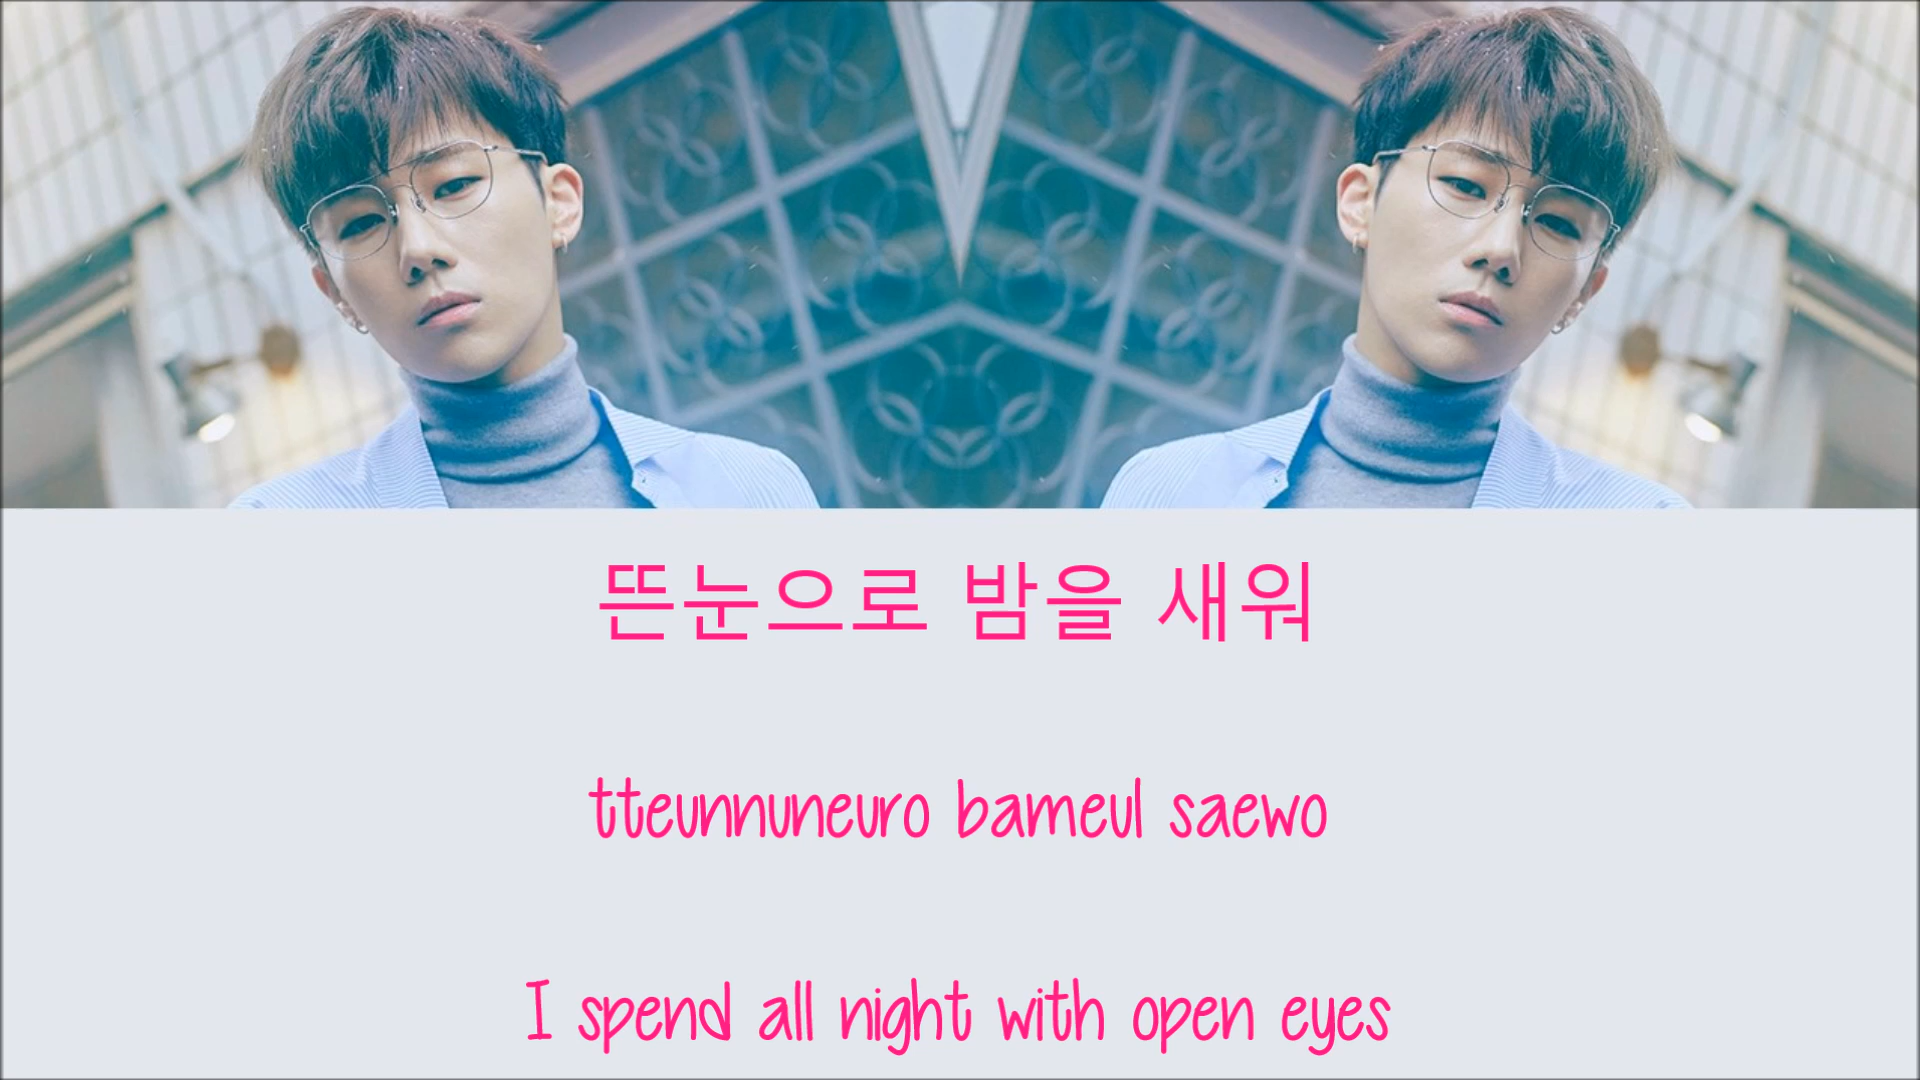 뜬눈으로 밤을 새워
tteunnuneuro bameul saewo
I spend all night with open eyes